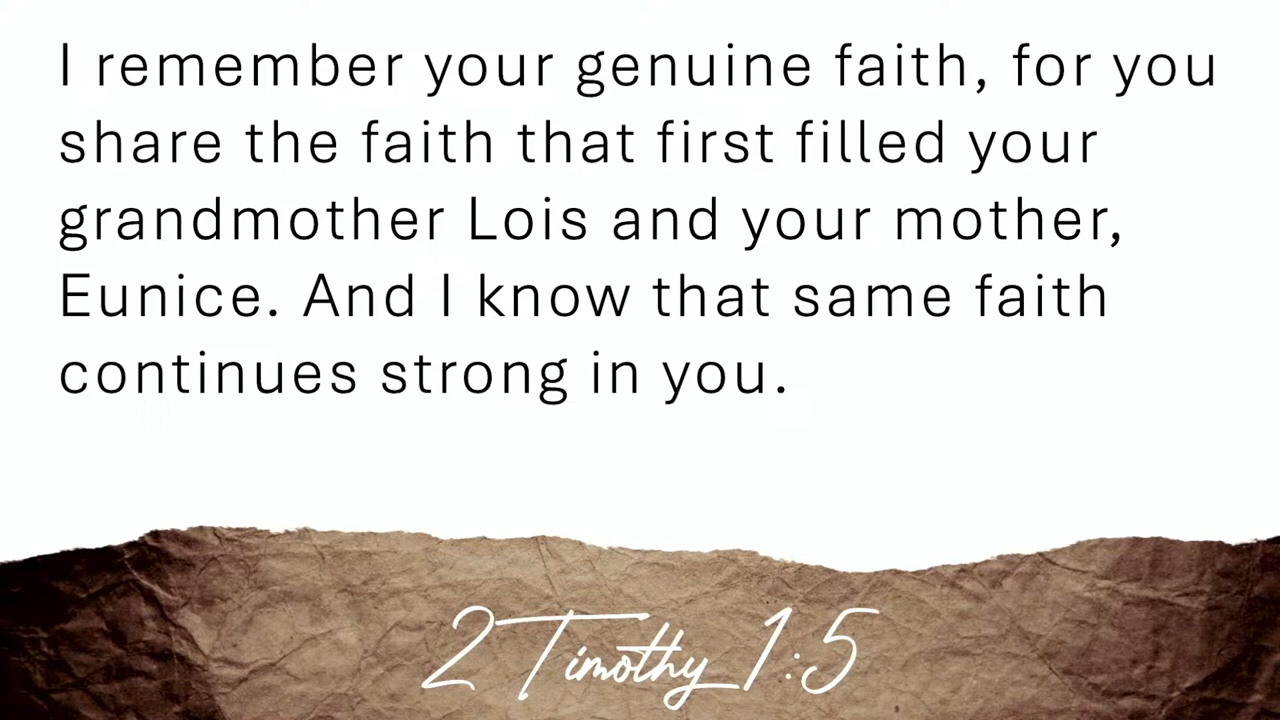 I remember your genuine faith, for you
share the faith that first filled your
grandmother Lois and your mother,
Eunice. And I know that same faith
continues strong in you.
2 Timothy 1:5